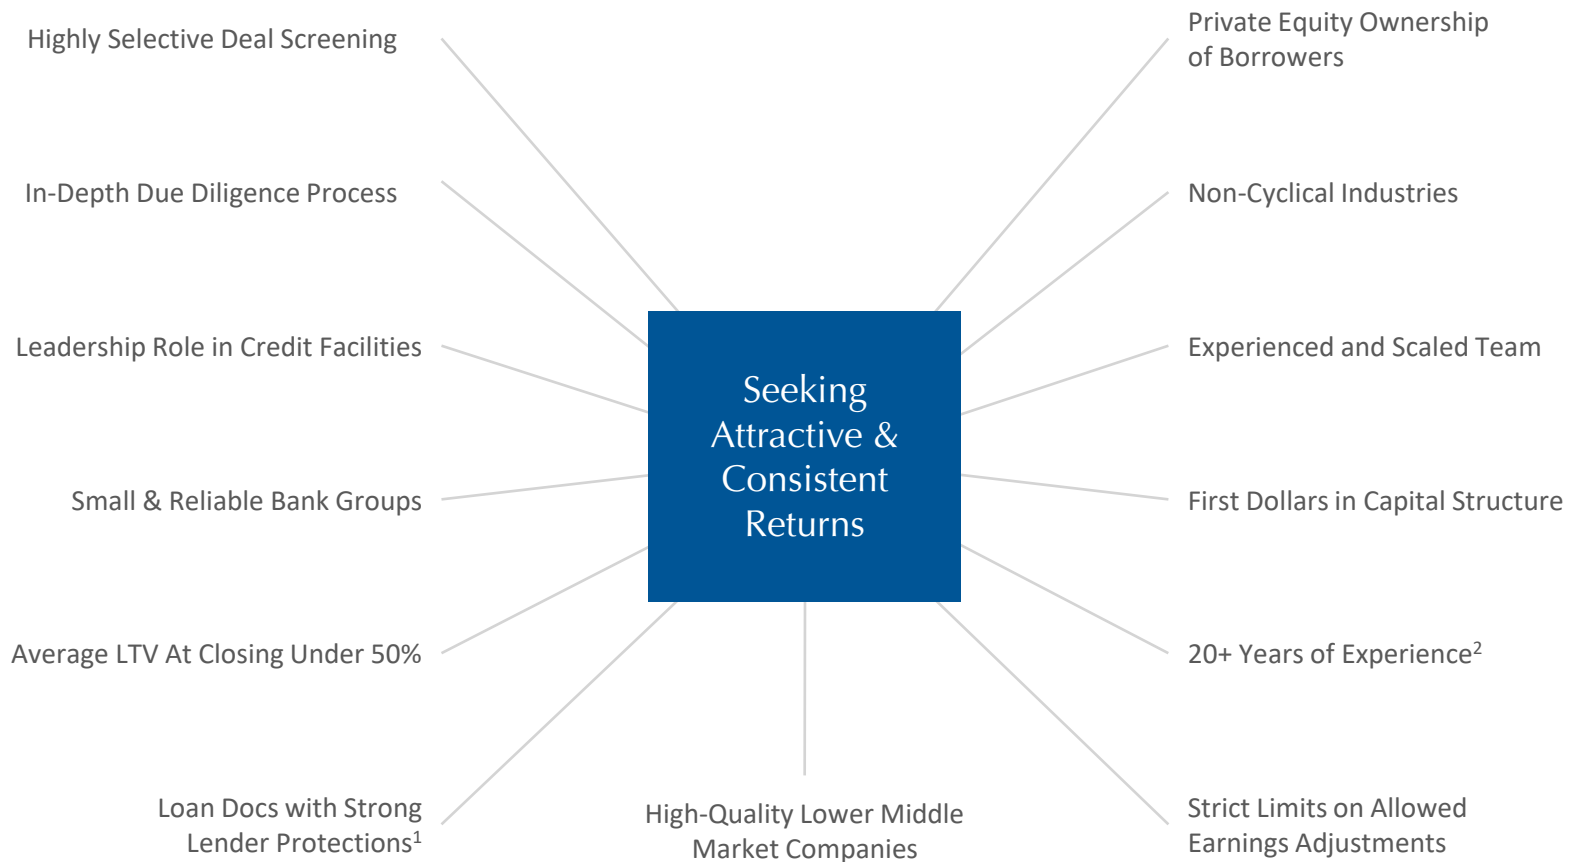 Highly Selective Deal Screening
In-Depth Due Diligence Process
Leadership Role in Credit Facilities
Small & Reliable Bank Groups
Average LTV At Closing Under 50%
Loan Docs with Strong
Lender Protections¹
Seeking
Attractive &
Consistent
Returns
High-Quality Lower Middle
Market Companies
Private Equity Ownership
of Borrowers
Non-Cyclical Industries
Experienced and Scaled Team
First Dollars in Capital Structure
20+ Years of Experience²
Strict Limits on Allowed
Earnings Adjustments